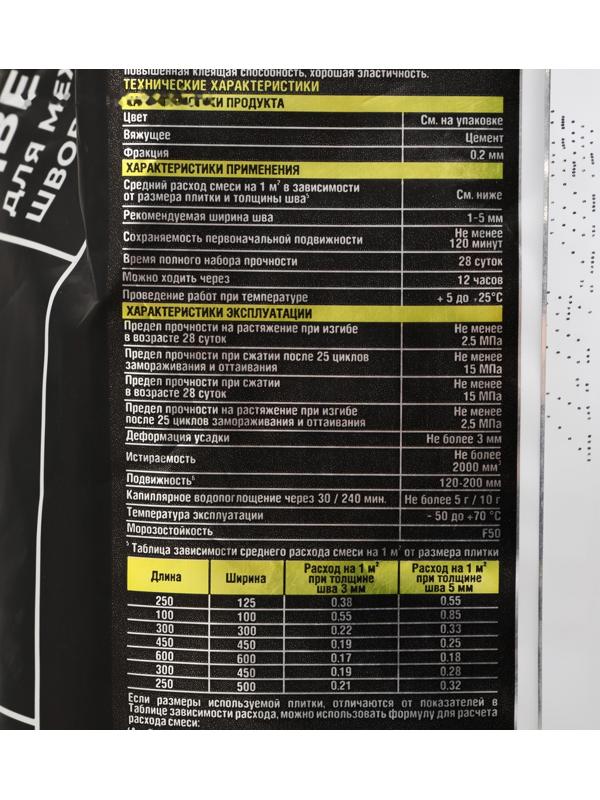 повышенная клеящая способность, хорошая эластичность.
ТЕХНИЧЕСКИЕ ХАРАКТЕРИСТИКИ
ПРОДУКТА
Цвет См. на упаковке
Вяжущее Цемент
Фракция 0.2 мм
ХАРАКТЕРИСТИКИ ПРИМЕНЕНИЯ
Средний расход смеси на 1 м² в зависимости
от размера плитки и толщины шва⁵ См. ниже
Рекомендуемая ширина шва 1-5 мм
Сохраняемость первоначальной подвижности Не менее
120 минут
Время полного набора прочности 28 суток
Можно ходить через 12 часов
Проведение работ при температуре + 5 до +25°С
ХАРАКТЕРИСТИКИ ЭКСПЛУАТАЦИИ
Предел прочности на растяжение при изгибе Не менее
в возрасте 28 суток 2.5 МПа
Предел прочности при сжатии после 25 циклов Не менее
замораживания и оттаивания 15 МПа
Предел прочности при сжатии Не менее
в возрасте 28 суток 15 МПа
Предел прочности на растяжение при изгибе Не менее
после 25 циклов замораживания и оттаивания 2,5 МПа
Деформация усадки Не более 3 мм
Истираемость Не более
2000 мм³
Подвижность⁶ 120-200 мм
Капиллярное водопоглощение через 30 / 240 мин. Не более 5 г / 10 г
Температура эксплуатации - 50 до +70 °С
Морозостойкость F50
⁵ Таблица зависимости среднего расхода смеси на 1 м² от размера плитки
Длина Ширина Расход на 1 м² при толщине шва 3 мм Расход на 1 м² при толщине шва 5 мм
250 125 0.38 0.55
100 100 0.55 0.85
300 300 0.22 0.33
450 450 0.19 0.25
600 600 0.17 0.18
300 450 0.19 0.28
250 500 0.21 0.32
Если размеры используемой плитки, отличаются от показателей в
Таблице зависимости расхода, можно использовать формулу для расчета
расхода смеси:
ДЛЯ
ШВОВ